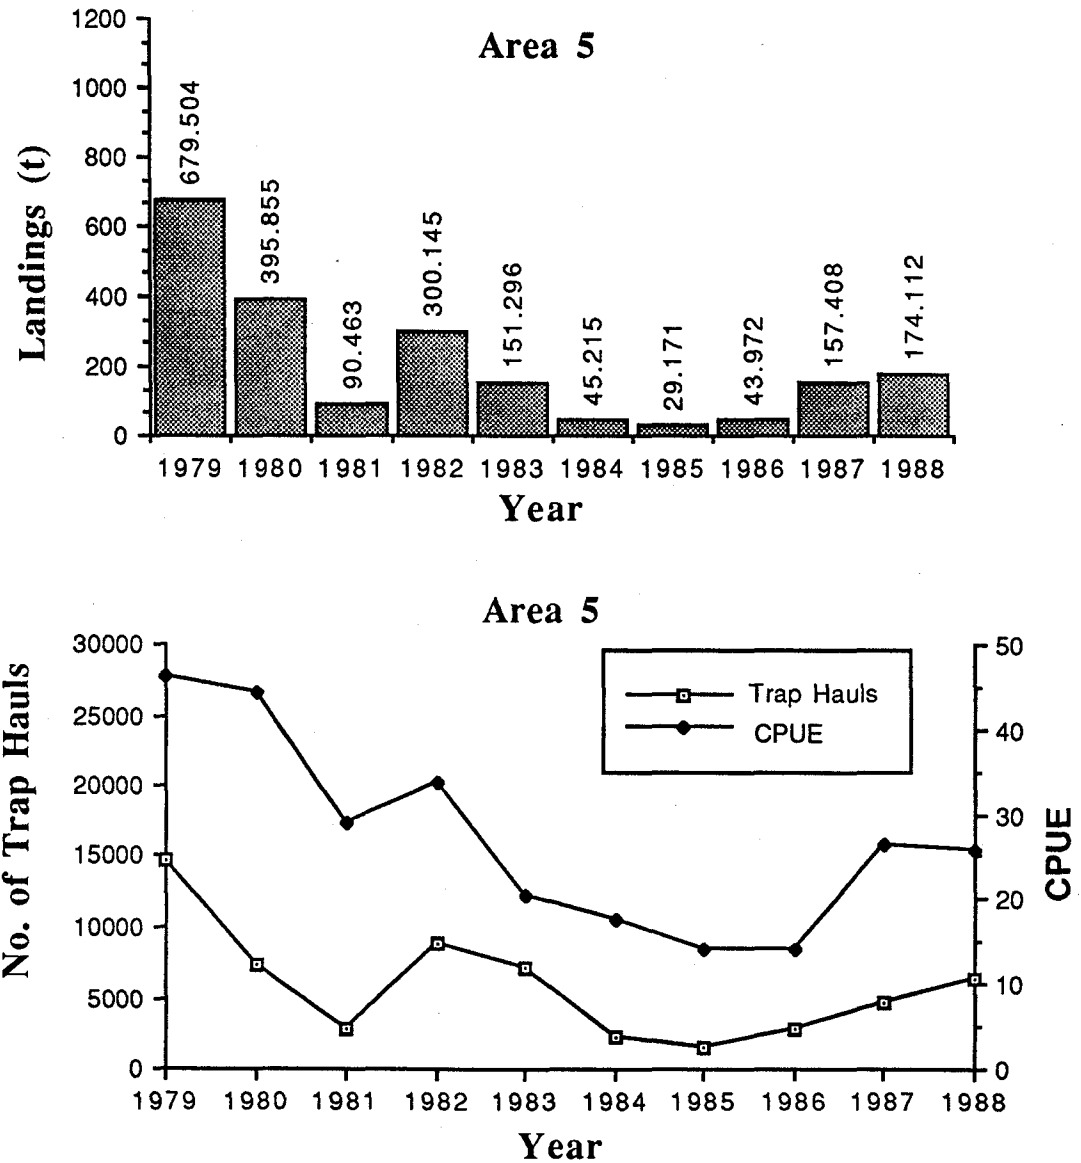 Area 5
Landings (t)
1200
1000
800
600
400
200
0
679.504
395.855
90.463
300.145
151.296
45.215
29.171
43.972
157.408
174.112
1979 1980 1981 1982 1983 1984 1985 1986 1987 1988
Year
Area 5
No. of Trap Hauls
30000
25000
20000
15000
10000
5000
0
Trap Hauls
CPUE
50
40
30
20
10
0
CPUE
1979 1980 1981 1982 1983 1984 1985 1986 1987 1988
Year